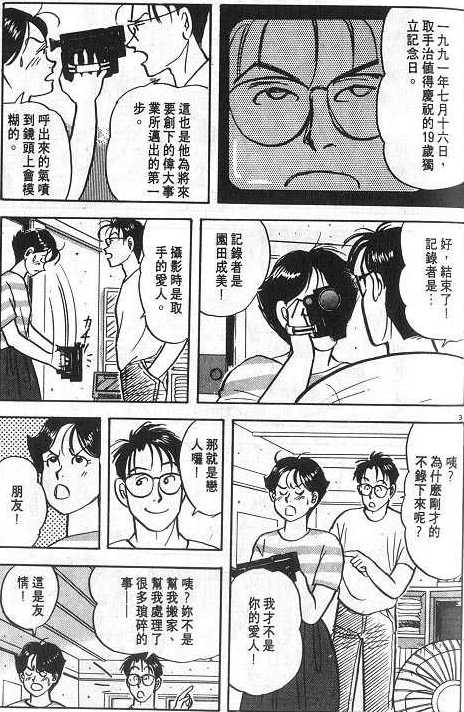 一九九一年七月十六日，
取手治值得慶祝的19歲獨
立記念日。
這也是他為將來
要創下的偉大事
業所邁出的第一
步。
呼出來的氣噴
到鏡頭上會模
糊的。
好，結束了！
記錄者是…
記錄者是
園田成美！
攝影時是取
手的愛人。
3
咦？
為什麼剛才的
不錄下來呢？
我才不是
你的愛人！
那就是戀
人囉！
朋友！
咦？妳不是
幫我搬家、
幫我處理了
很多瑣碎的
事——
這是友
情！